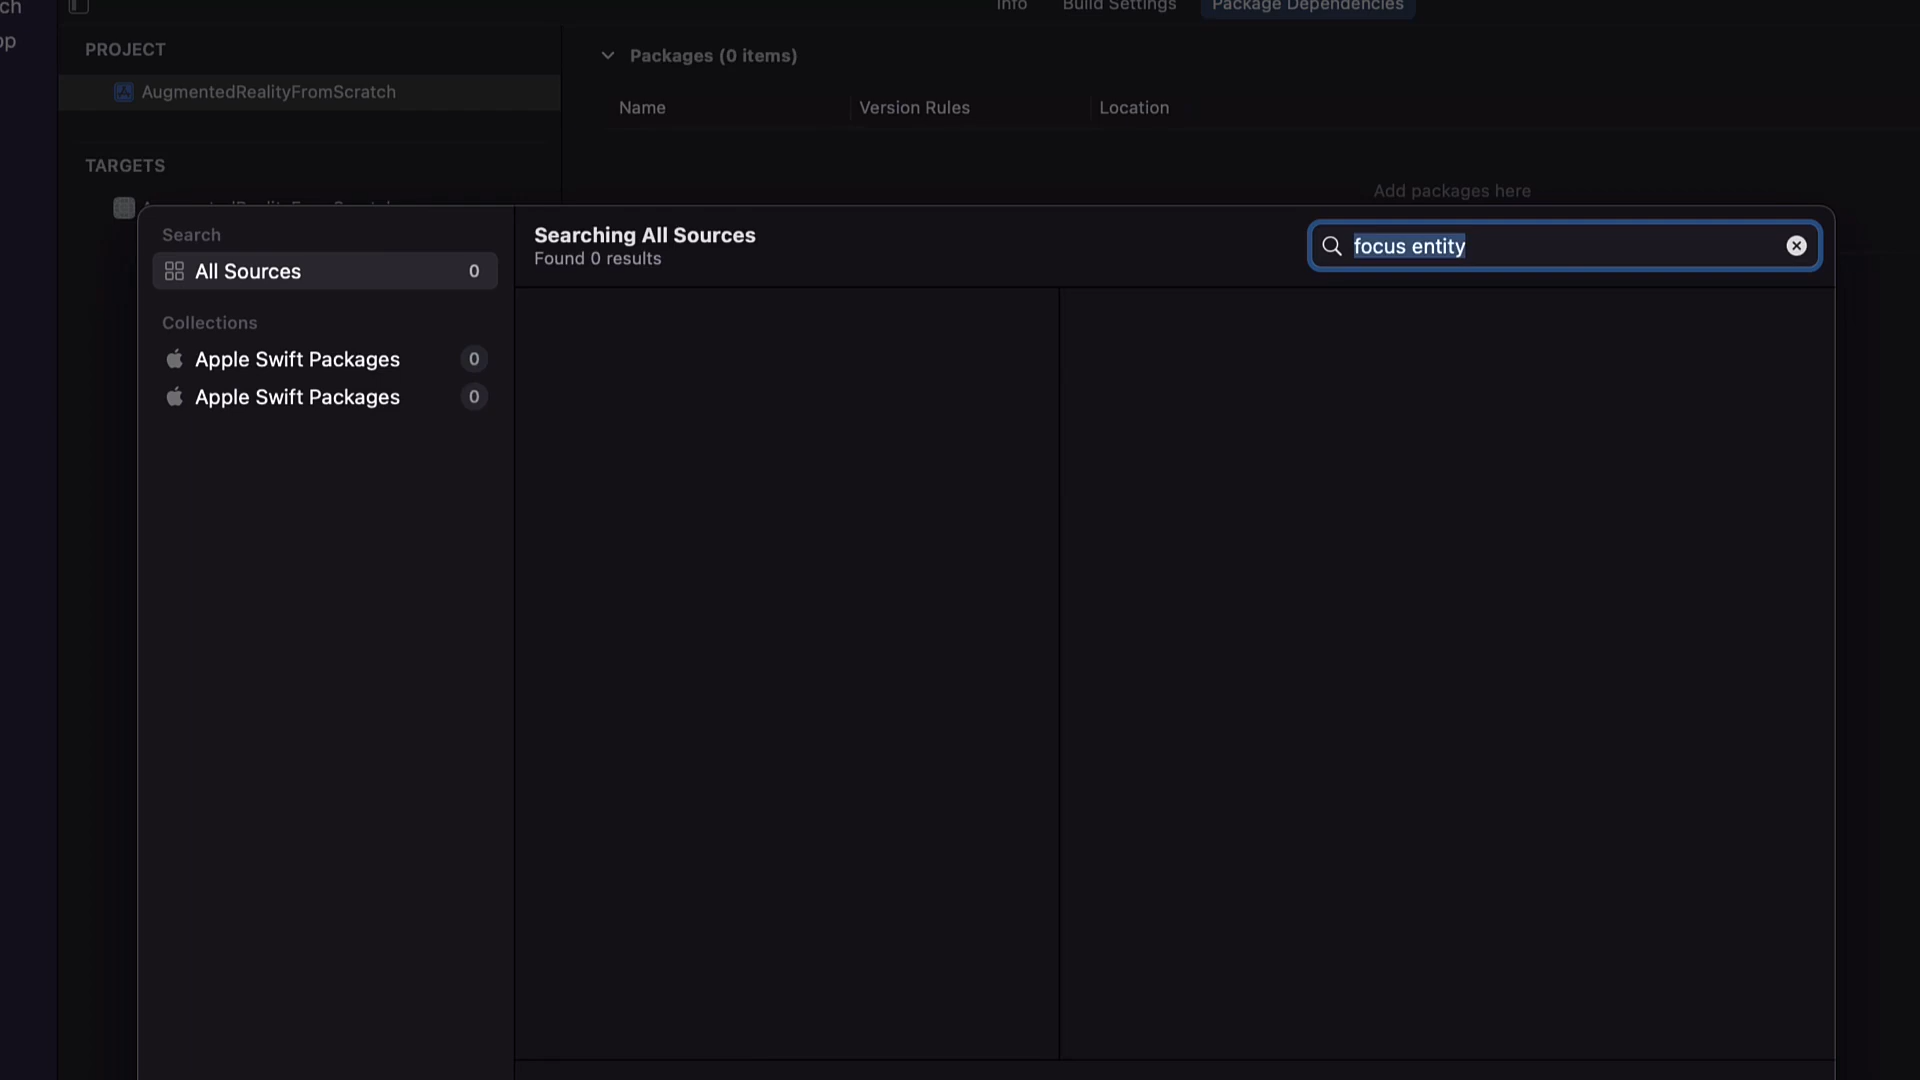 ch
op
Info
Build Settings
Package Dependencies
PROJECT
AugmentedRealityFromScratch
TARGETS
Packages (0 items)
Name
Version Rules
Location
Add packages here
Search
All Sources 0
Collections
Apple Swift Packages 0
Apple Swift Packages 0
Searching All Sources
Found 0 results
focus entity